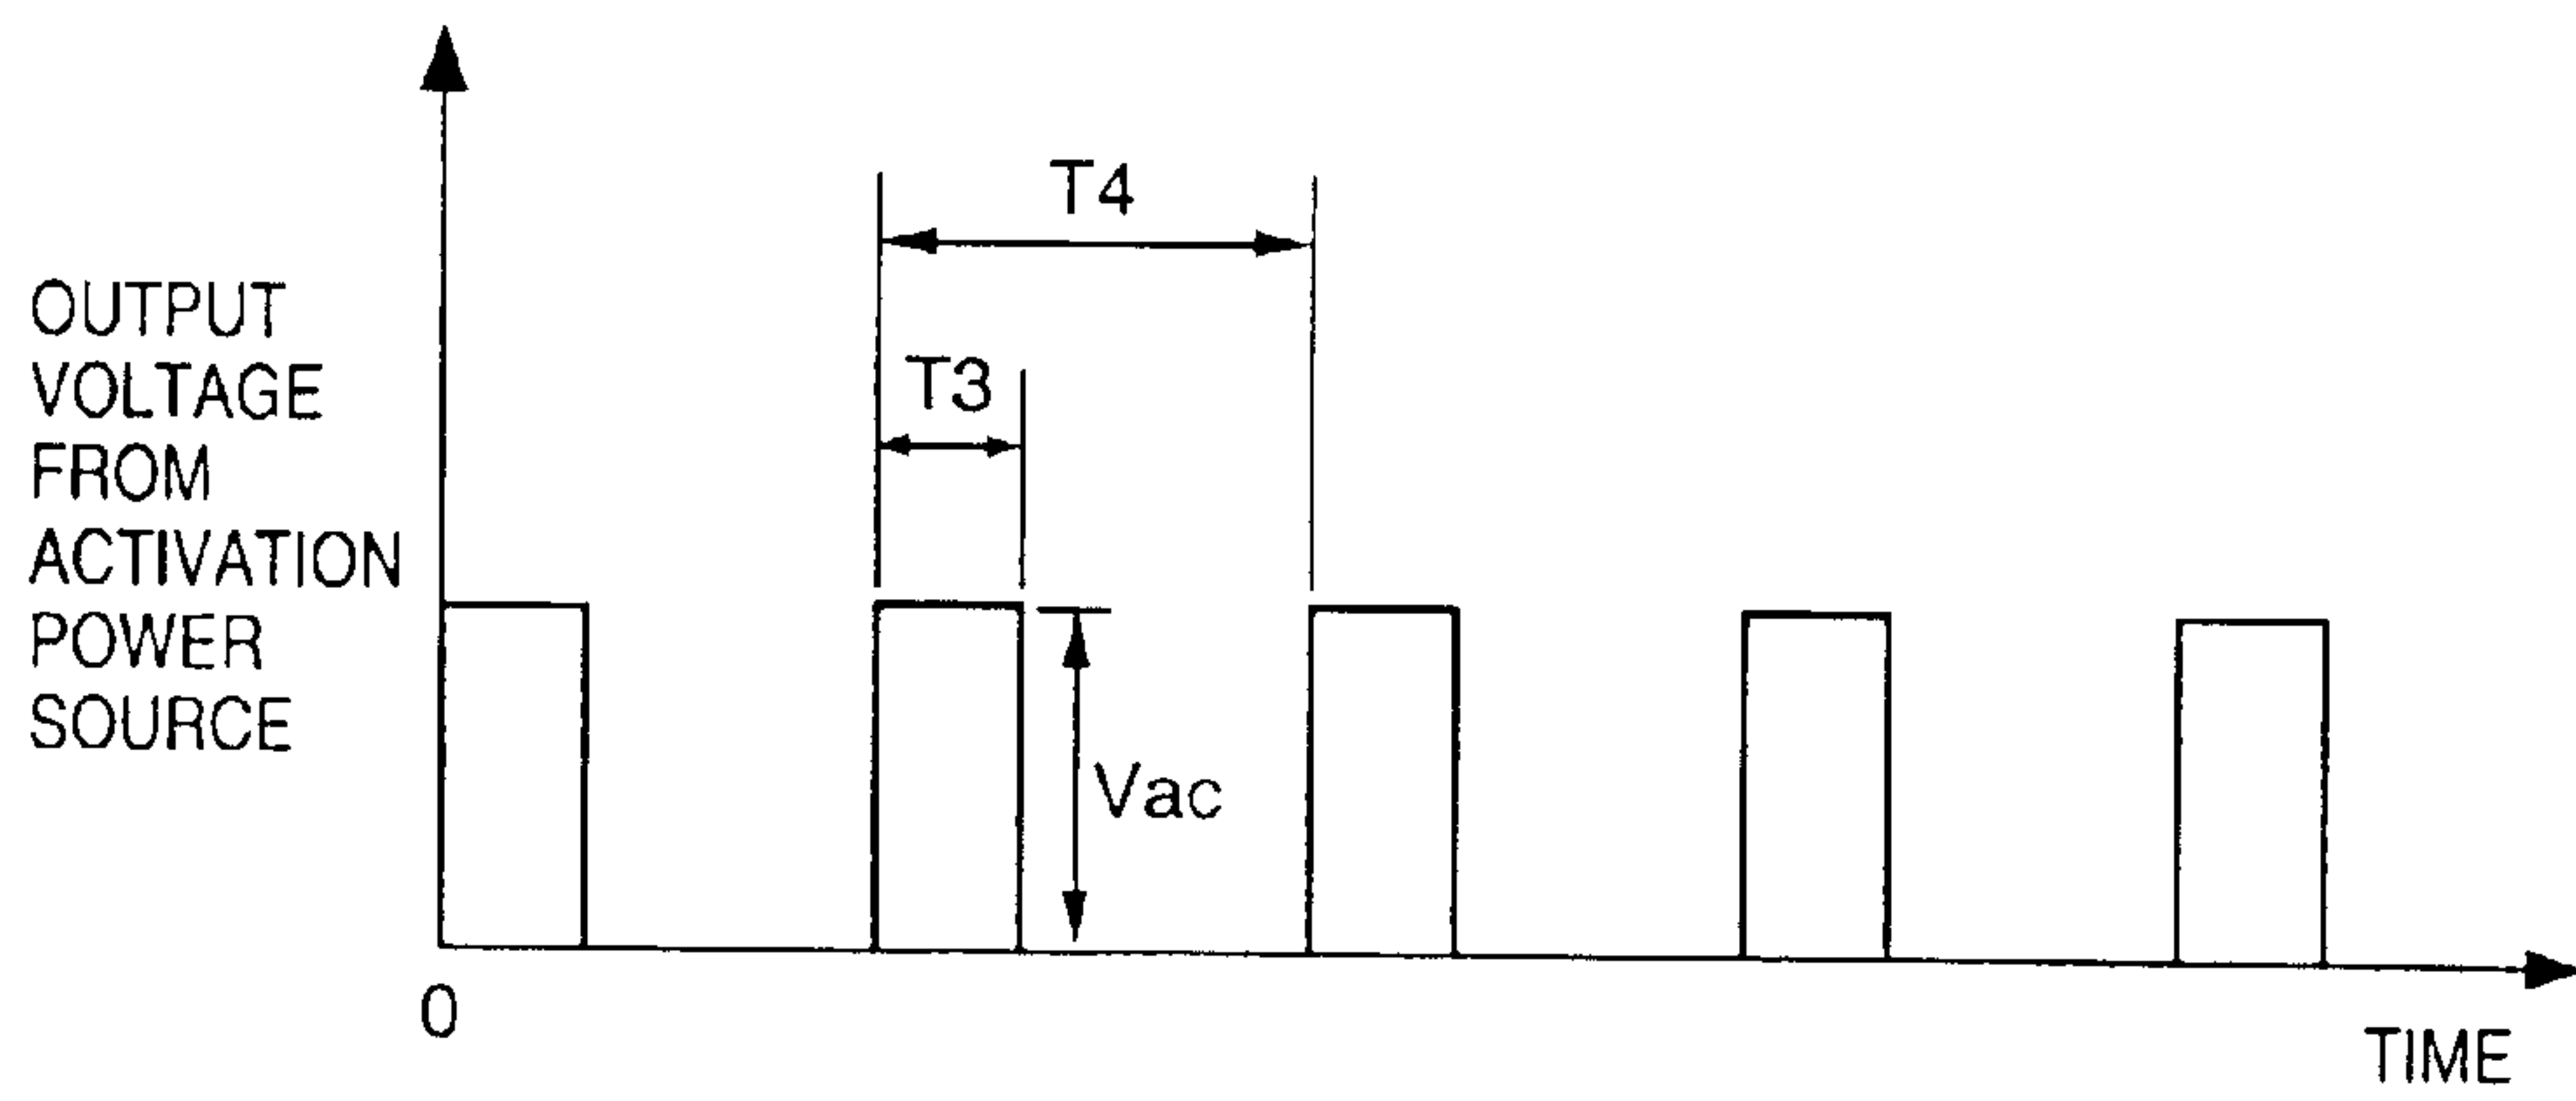 T4
T3
OUTPUT
VOLTAGE
FROM
ACTIVATION
POWER
SOURCE
Vac
0
TIME